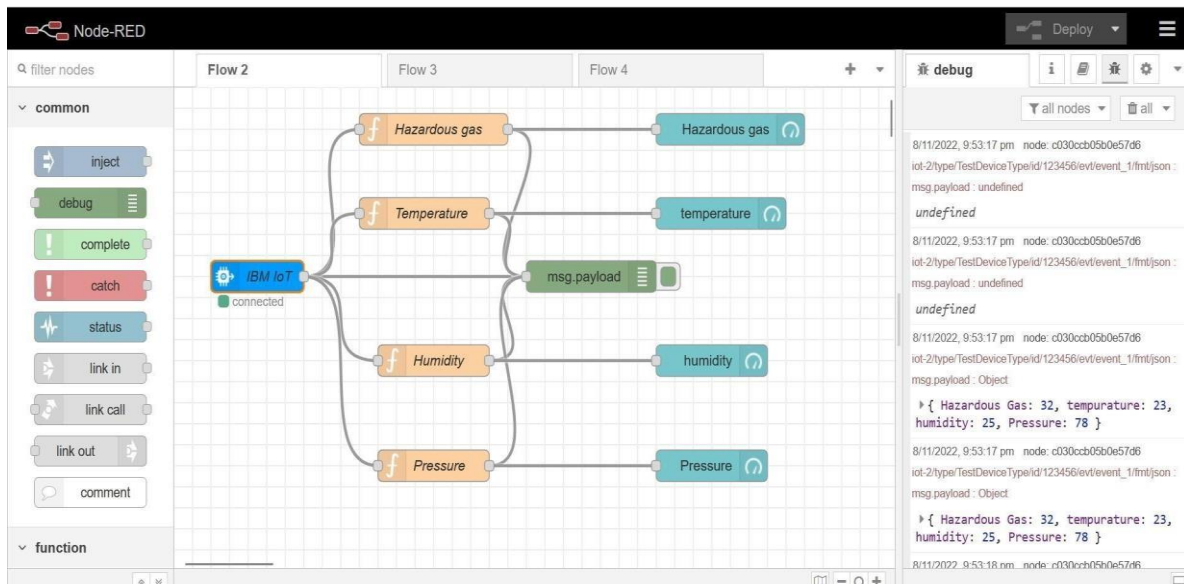 Node-RED
Deploy
filter nodes
Flow 2
Flow 3
Flow 4
debug
i
all nodes
all
common
inject
debug
complete
catch
status
link in
link call
link out
comment
function
Hazardous gas
Hazardous gas
Temperature
temperature
IBM IoT
connected
msg.payload
Humidity
humidity
Pressure
Pressure
8/11/2022, 9:53:17 pm node: c030ccb05b0e57d6
iot-2/type/TestDeviceType/id/123456/evt/event_1/fmt/json :
msg.payload : undefined
undefined
8/11/2022, 9:53:17 pm node: c030ccb05b0e57d6
iot-2/type/TestDeviceType/id/123456/evt/event_1/fmt/json :
msg.payload : undefined
undefined
8/11/2022, 9:53:17 pm node: c030ccb05b0e57d6
iot-2/type/TestDeviceType/id/123456/evt/event_1/fmt/json :
msg.payload : Object
{ Hazardous Gas: 32, tempurature: 23,
humidity: 25, Pressure: 78 }
8/11/2022, 9:53:17 pm node: c030ccb05b0e57d6
iot-2/type/TestDeviceType/id/123456/evt/event_1/fmt/json :
msg.payload : Object
{ Hazardous Gas: 32, tempurature: 23,
humidity: 25, Pressure: 78 }
8/11/2022, 9:53:18 pm node: c030ccb05b0e57d6